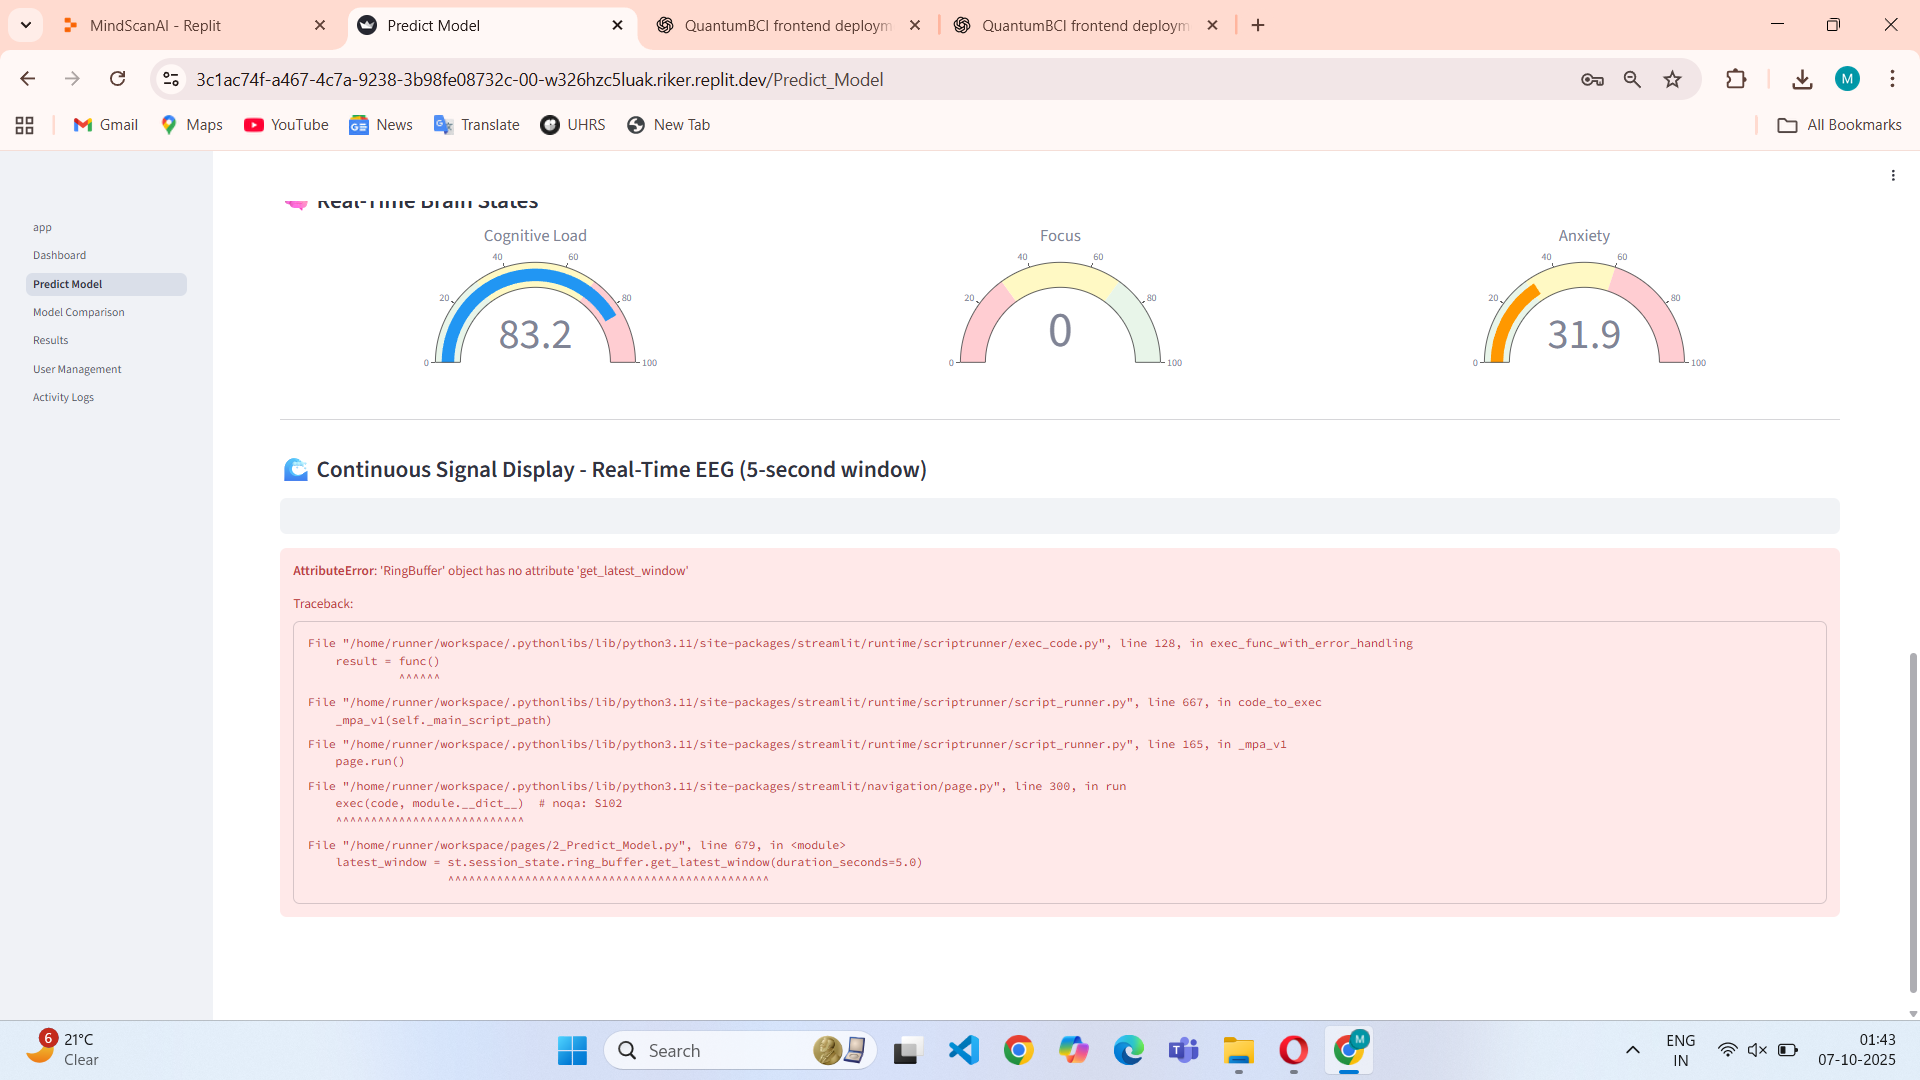 MindScanAI - Replit
Predict Model
QuantumBCI frontend deploym
QuantumBCI frontend deploym
3c1ac74f-a467-4c7a-9238-3b98fe08732c-00-w326hzc5luak.riker.replit.dev/Predict_Model
M
Gmail
Maps
YouTube
News
Translate
UHRS
New Tab
All Bookmarks
app
Dashboard
Predict Model
Model Comparison
Results
User Management
Activity Logs
Real-Time Brain States
Cognitive Load
0
20
40
60
80
100
83.2
Focus
0
20
40
60
80
100
0
Anxiety
0
20
40
60
80
100
31.9
Continuous Signal Display - Real-Time EEG (5-second window)
AttributeError: 'RingBuffer' object has no attribute 'get_latest_window'
Traceback:
File "/home/runner/workspace/.pythonlibs/lib/python3.11/site-packages/streamlit/runtime/scriptrunner/exec_code.py", line 128, in exec_func_with_error_handling
result = func()
^^^^^^
File "/home/runner/workspace/.pythonlibs/lib/python3.11/site-packages/streamlit/runtime/scriptrunner/script_runner.py", line 667, in code_to_exec
_mpa_v1(self._main_script_path)
File "/home/runner/workspace/.pythonlibs/lib/python3.11/site-packages/streamlit/runtime/scriptrunner/script_runner.py", line 165, in _mpa_v1
page.run()
File "/home/runner/workspace/.pythonlibs/lib/python3.11/site-packages/streamlit/navigation/page.py", line 300, in run
exec(code, module.__dict__)  # noqa: S102
^^^^^^^^^^^^^^^^^^^^^^^^^^^
File "/home/runner/workspace/pages/2_Predict_Model.py", line 679, in <module>
latest_window = st.session_state.ring_buffer.get_latest_window(duration_seconds=5.0)
^^^^^^^^^^^^^^^^^^^^^^^^^^^^^^^^^^^^^^^^^^^^^^
6
21°C
Clear
Search
M
ENG
IN
01:43
07-10-2025